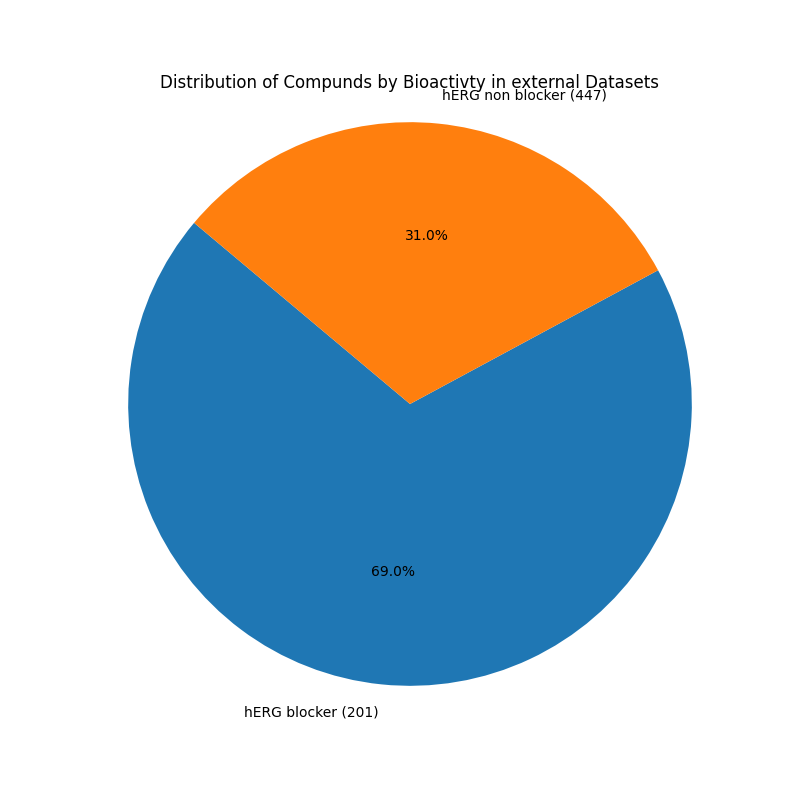 Distribution of Compunds by Bioactivty in external Datasets
hERG non blocker (447)
31.0%
69.0%
hERG blocker (201)